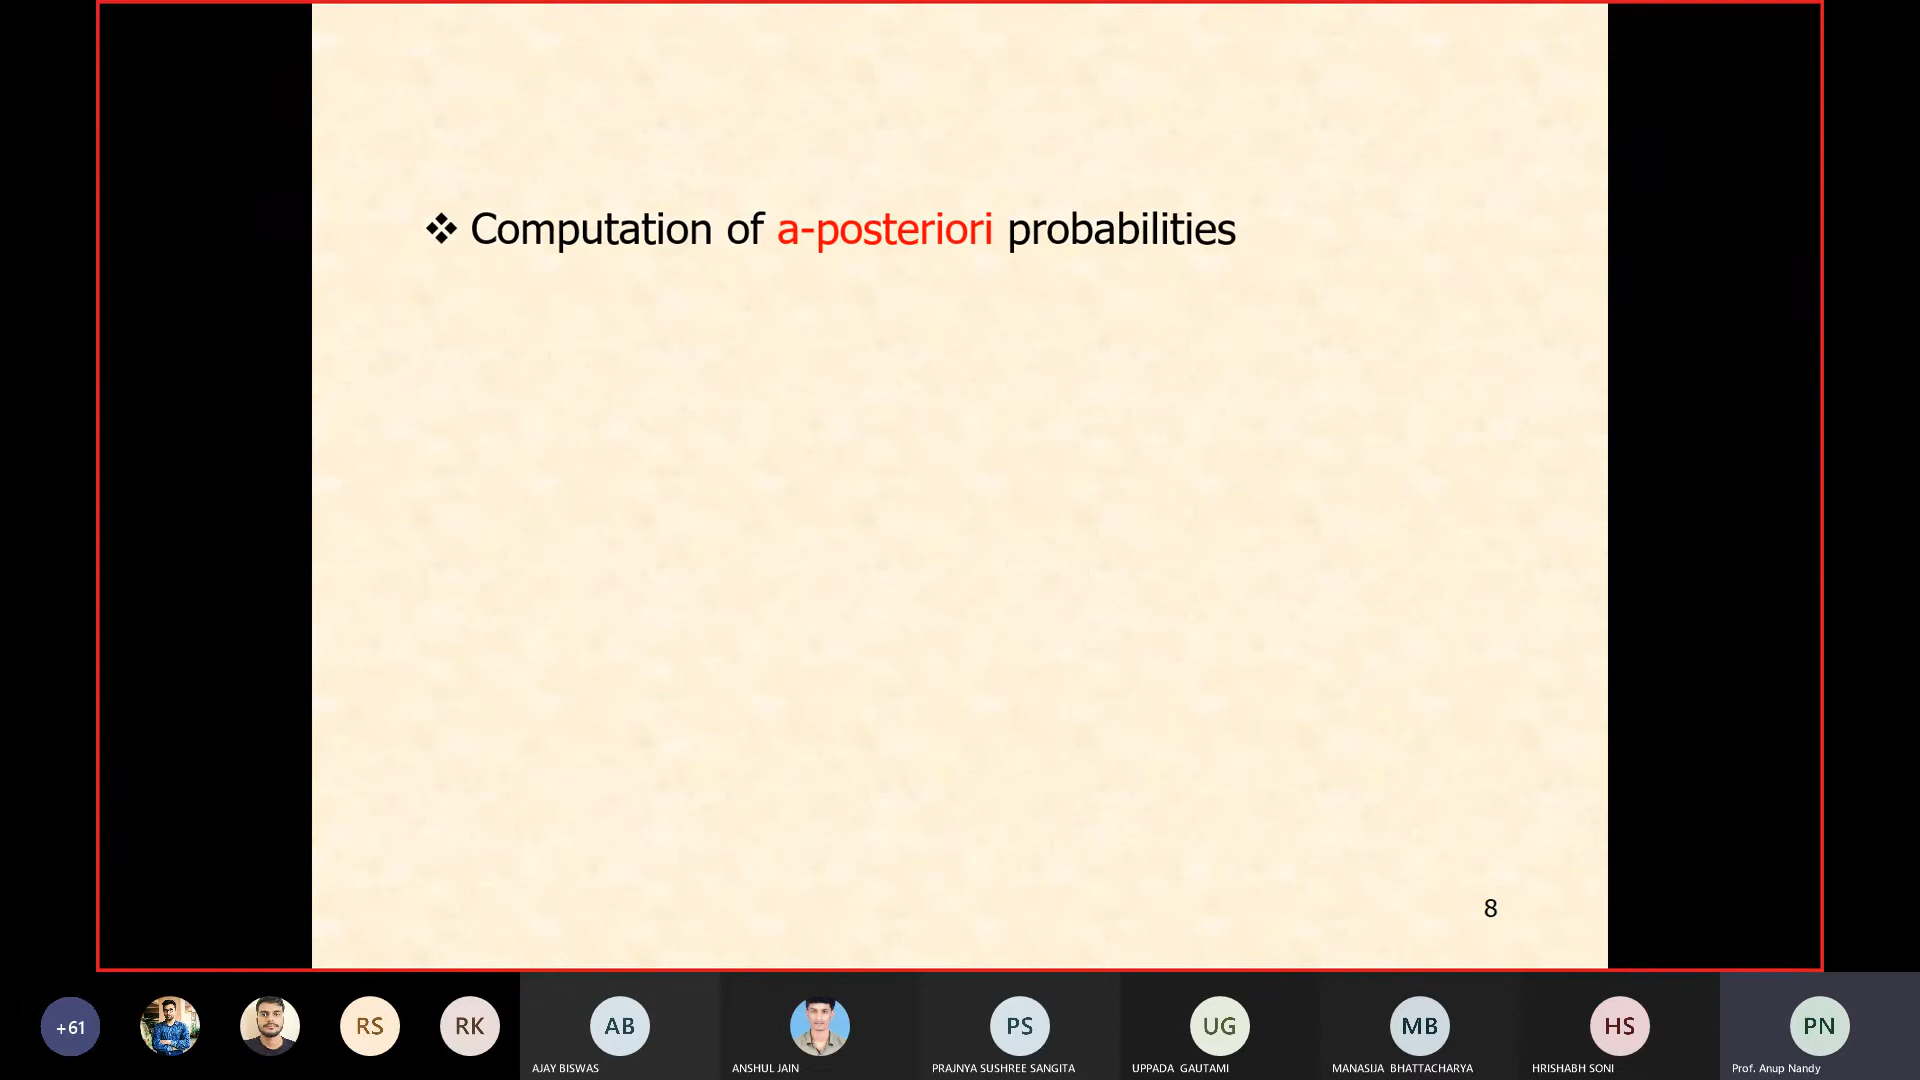 ❖ Computation of a-posteriori probabilities
8
+61
RS
RK
AB
PS
UG
MB
HS
PN
AJAY BISWAS
ANSHUL JAIN
PRAJNYA SUSHREE SANGITA
UPPADA GAUTAMI
MANASIJA BHATTACHARYA
HRISHABH SONI
Prof. Anup Nandy